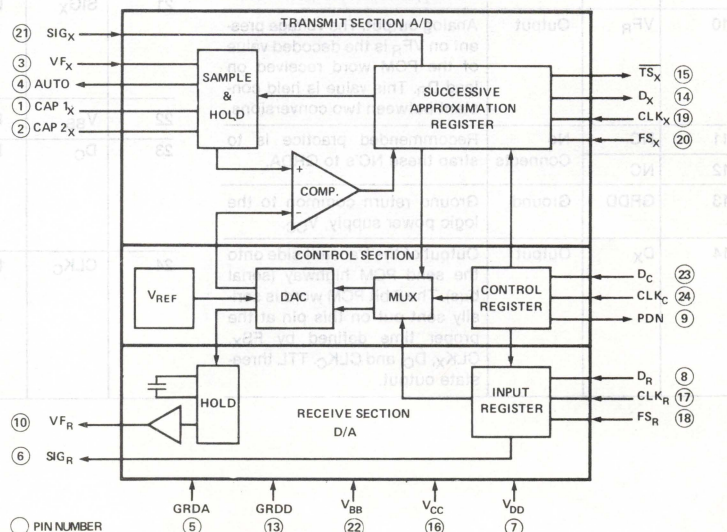 TRANSMIT SECTION A/D
21 SIGX
3 VFX
4 AUTO
1 CAP 1X
2 CAP 2X
SAMPLE
HOLD
SUCCESSIVE
APPROXIMATION
REGISTER
TSX 15
DX 14
CLKX 19
FSX 20
+
−
COMP.
CONTROL SECTION
VREF
DAC
MUX
CONTROL
REGISTER
DC 23
CLKC 24
PDN 9
HOLD
RECEIVE SECTION
D/A
INPUT
REGISTER
DR 8
CLKR 17
FSR 18
10 VFR
6 SIGR
GRDA
5
GRDD
13
VBB
22
VCC
16
VDD
7
PIN NUMBER